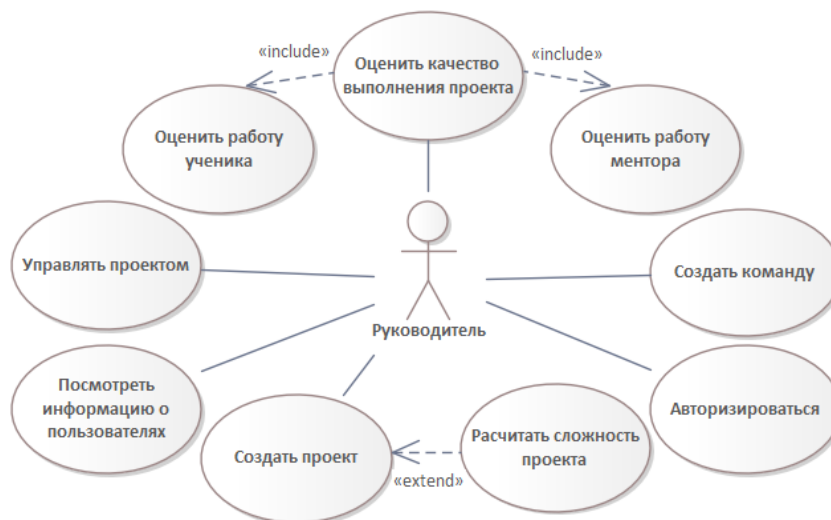 «include»
Оценить качество
выполнения проекта
«include»
Оценить работу
ученика
Оценить работу
ментора
Управлять проектом
Создать команду
Руководитель
Посмотреть
информацию о
пользователях
Авторизироваться
Создать проект
Расчитать сложность
проекта
«extend»